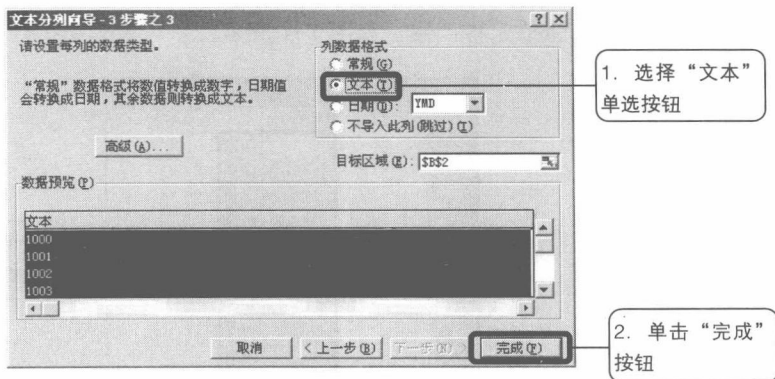 文本分列向导 - 3 步骤之 3
请设置每列的数据类型。
“常规”数据格式将数值转换成数字，日期值
会转换成日期，其余数据则转换成文本。
高级(A)...
列数据格式
常规(G)
文本(T)
日期(D): YMD
不导入此列(跳过)(I)
目标区域(E): $B$2
数据预览(P)
文本
1000
1001
1002
1003
取消
<上一步(B)
下一步(N)
完成(F)
1. 选择“文本”
单选按钮
2. 单击“完成”
按钮